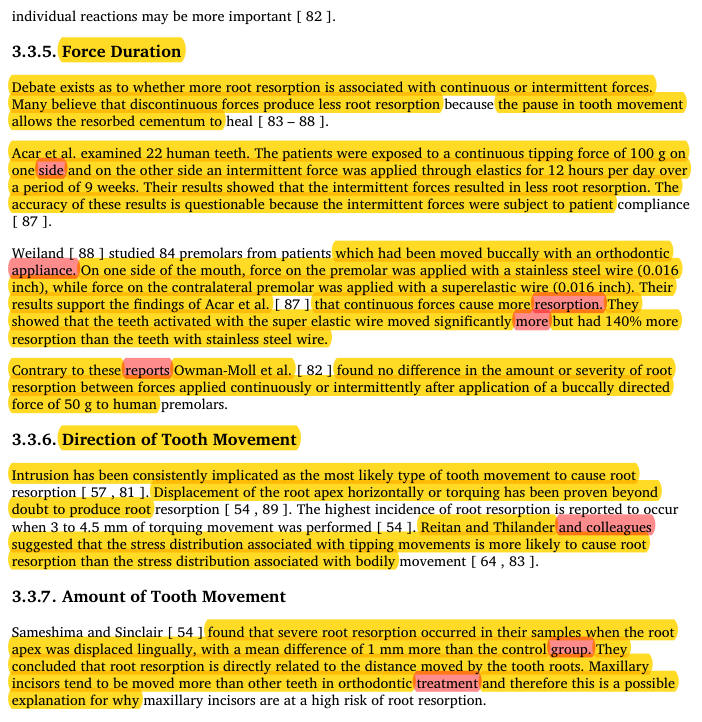 individual reactions may be more important [ 82 ].
3.3.5. Force Duration
Debate exists as to whether more root resorption is associated with continuous or intermittent forces.
Many believe that discontinuous forces produce less root resorption because the pause in tooth movement
allows the resorbed cementum to heal [ 83 – 88 ].
Acar et al. examined 22 human teeth. The patients were exposed to a continuous tipping force of 100 g on
one side and on the other side an intermittent force was applied through elastics for 12 hours per day over
a period of 9 weeks. Their results showed that the intermittent forces resulted in less root resorption. The
accuracy of these results is questionable because the intermittent forces were subject to patient compliance
[ 87 ].
Weiland [ 88 ] studied 84 premolars from patients which had been moved buccally with an orthodontic
appliance. On one side of the mouth, force on the premolar was applied with a stainless steel wire (0.016
inch), while force on the contralateral premolar was applied with a superelastic wire (0.016 inch). Their
results support the findings of Acar et al. [ 87 ] that continuous forces cause more resorption. They
showed that the teeth activated with the super elastic wire moved significantly more but had 140% more
resorption than the teeth with stainless steel wire.
Contrary to these reports Owman-Moll et al. [ 82 ] found no difference in the amount or severity of root
resorption between forces applied continuously or intermittently after application of a buccally directed
force of 50 g to human premolars.
3.3.6. Direction of Tooth Movement
Intrusion has been consistently implicated as the most likely type of tooth movement to cause root
resorption [ 57 , 81 ]. Displacement of the root apex horizontally or torquing has been proven beyond
doubt to produce root resorption [ 54 , 89 ]. The highest incidence of root resorption is reported to occur
when 3 to 4.5 mm of torquing movement was performed [ 54 ]. Reitan and Thilander and colleagues
suggested that the stress distribution associated with tipping movements is more likely to cause root
resorption than the stress distribution associated with bodily movement [ 64 , 83 ].
3.3.7. Amount of Tooth Movement
Sameshima and Sinclair [ 54 ] found that severe root resorption occurred in their samples when the root
apex was displaced lingually, with a mean difference of 1 mm more than the control group. They
concluded that root resorption is directly related to the distance moved by the tooth roots. Maxillary
incisors tend to be moved more than other teeth in orthodontic treatment and therefore this is a possible
explanation for why maxillary incisors are at a high risk of root resorption.